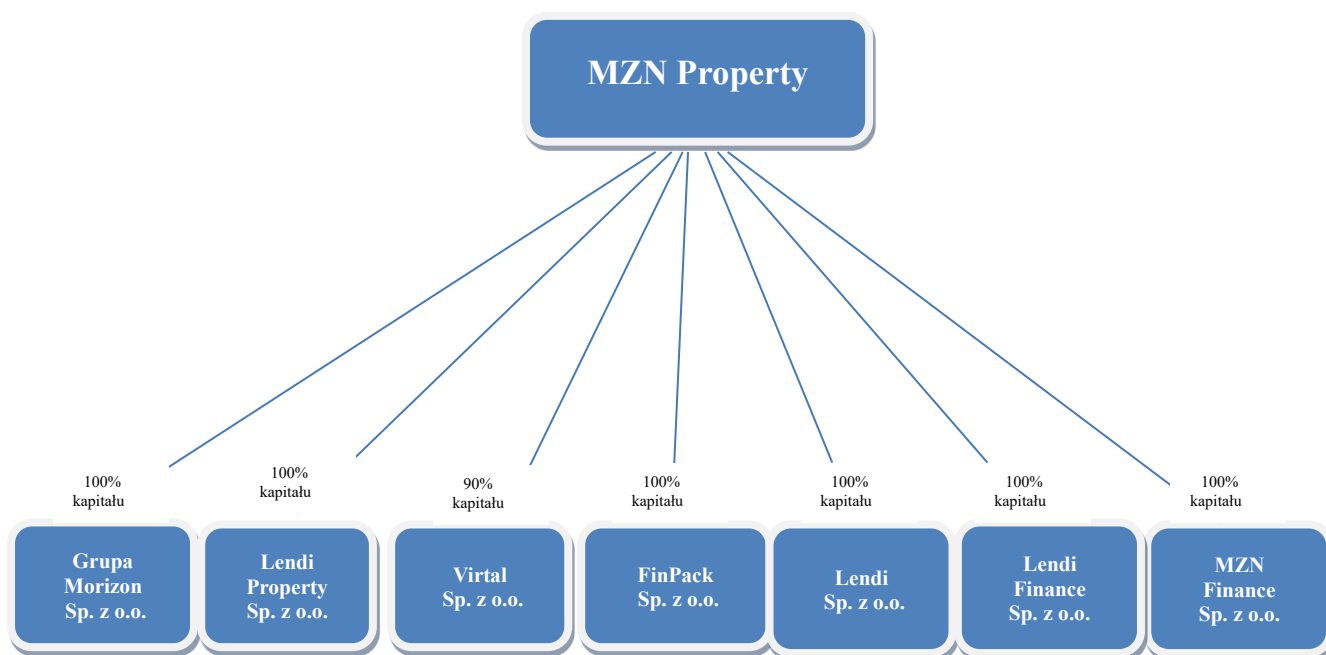 MZN Property
100%
kapitału
100%
kapitału
90%
kapitału
100%
kapitału
100%
kapitału
100%
kapitału
100%
kapitału
Grupa
Morizon
Sp. z o.o.
Lendi
Property
Sp. z o.o.
Virtal
Sp. z o.o.
FinPack
Sp. z o.o.
Lendi
Sp. z o.o.
Lendi
Finance
Sp. z o.o.
MZN
Finance
Sp. z o.o.